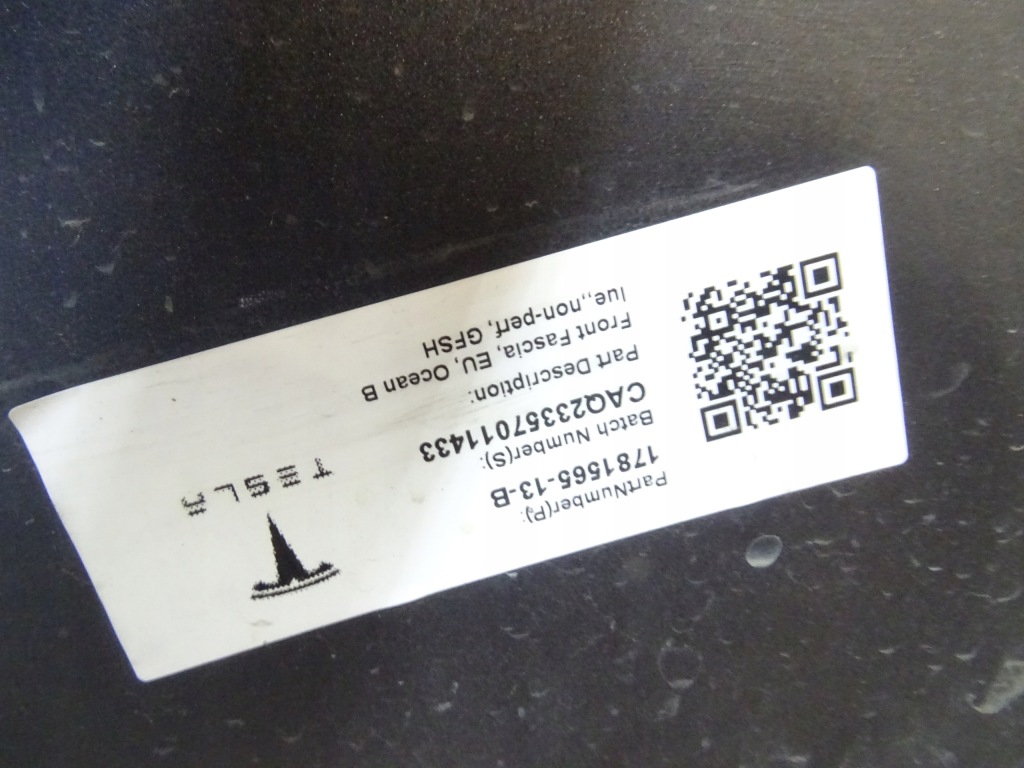 PartNumber(P):
1781565-13-B
Batch Number(S):
CAQ23357011433
Part Description:
Front Fascia, EU, Ocean B
lue,,non-perf, GFSH
TESLA